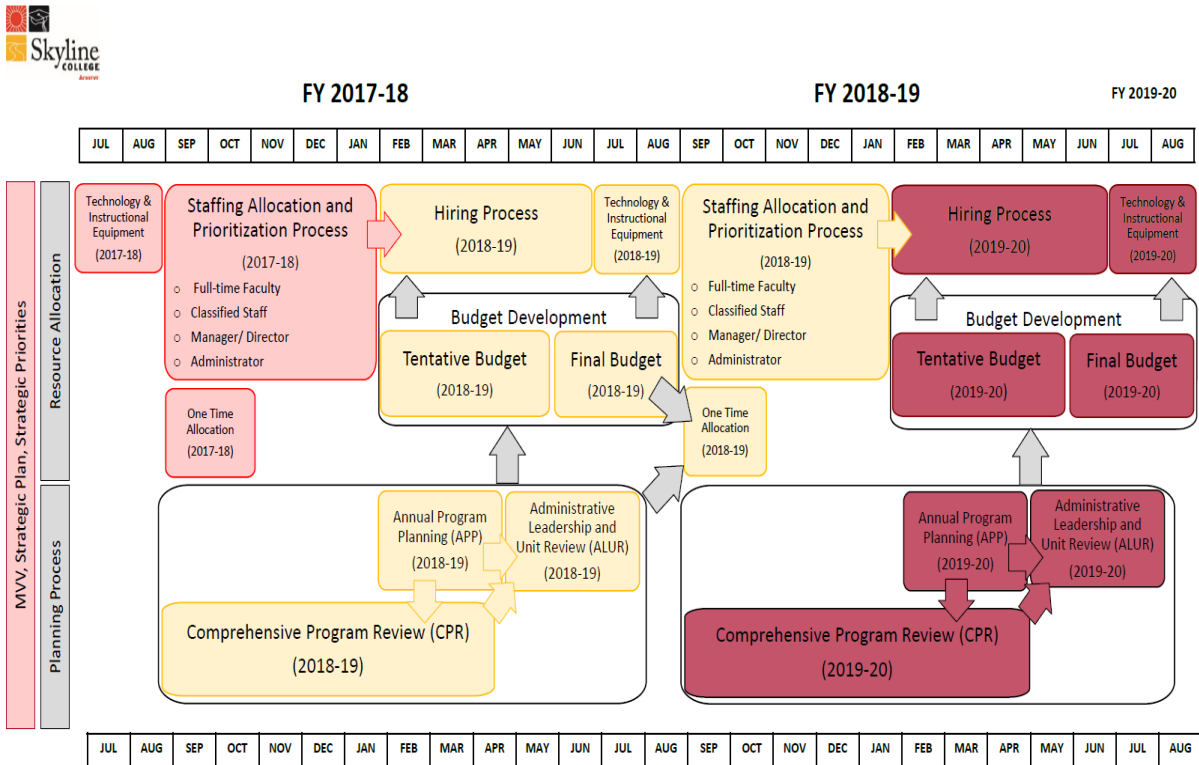 Skyline
COLLEGE
FY 2017-18
FY 2018-19
FY 2019-20
JUL AUG SEP OCT NOV DEC JAN FEB MAR APR MAY JUN JUL AUG SEP OCT NOV DEC JAN FEB MAR APR MAY JUN JUL AUG
MVV, Strategic Plan, Strategic Priorities
Resource Allocation
Technology &
Instructional
Equipment
(2017-18)
Staffing Allocation and
Prioritization Process
(2017-18)
o Full-time Faculty
o Classified Staff
o Manager/ Director
o Administrator
Hiring Process
(2018-19)
Technology &
Instructional
Equipment
(2018-19)
Staffing Allocation and
Prioritization Process
(2018-19)
o Full-time Faculty
o Classified Staff
o Manager/ Director
o Administrator
Hiring Process
(2019-20)
Technology &
Instructional
Equipment
(2019-20)
Budget Development
Tentative Budget
(2018-19)
Final Budget
(2018-19)
Budget Development
Tentative Budget
(2019-20)
Final Budget
(2019-20)
One Time
Allocation
(2017-18)
One Time
Allocation
(2018-19)
Planning Process
Annual Program
Planning (APP)
(2018-19)
Administrative
Leadership and
Unit Review (ALUR)
(2018-19)
Comprehensive Program Review (CPR)
(2018-19)
Annual Program
Planning (APP)
(2019-20)
Administrative
Leadership and
Unit Review (ALUR)
(2019-20)
Comprehensive Program Review (CPR)
(2019-20)
JUL AUG SEP OCT NOV DEC JAN FEB MAR APR MAY JUN JUL AUG SEP OCT NOV DEC JAN FEB MAR APR MAY JUN JUL AUG